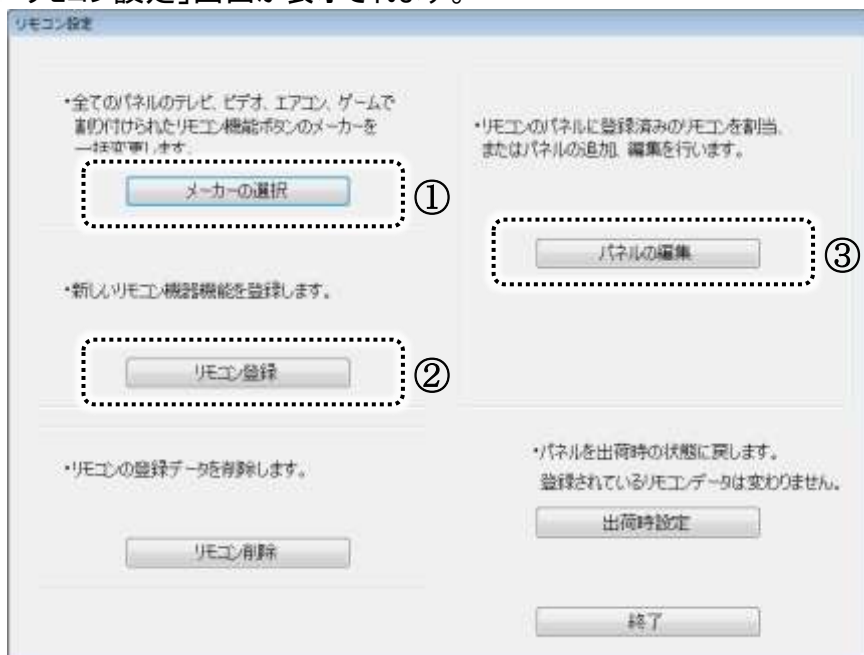 リモコン設定」画面が表示されます。
リモコン設定
・全てのパネルのテレビ、ビデオ、エアコン、ゲームで
割り付けられたリモコン機能ボタンのメーカーを
一括変更します。
メーカーの選択
①
・新しいリモコン機器機能を登録します。
リモコン登録
②
・リモコンの登録データを削除します。
リモコン削除
・リモコンのパネルに登録済みのリモコンを割当、
またはパネルの追加、編集を行います。
パネルの編集
③
・パネルを出荷時の状態に戻します。
登録されているリモコンデータは変わりません。
出荷時設定
終了